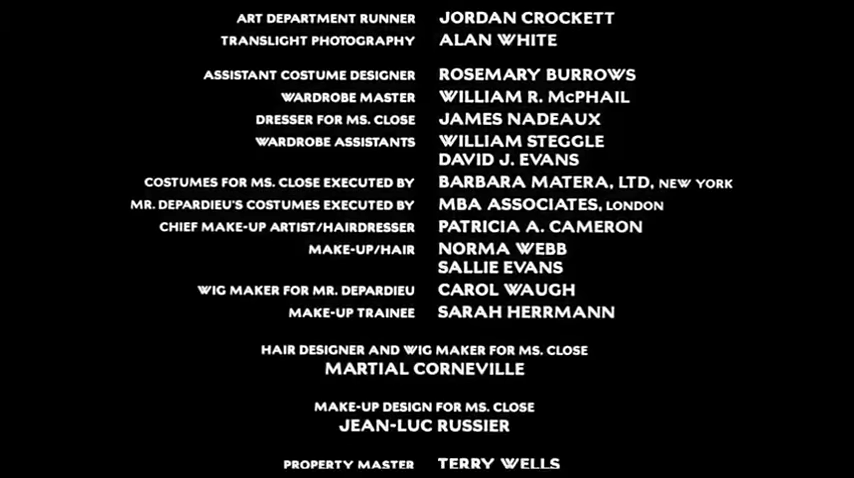 ART DEPARTMENT RUNNER JORDAN CROCKETT
TRANSLIGHT PHOTOGRAPHY ALAN WHITE
ASSISTANT COSTUME DESIGNER ROSEMARY BURROWS
WARDROBE MASTER WILLIAM R. McPHAIL
DRESSER FOR MS. CLOSE JAMES NADEAUX
WARDROBE ASSISTANTS WILLIAM STEGGLE
DAVID J. EVANS
COSTUMES FOR MS. CLOSE EXECUTED BY BARBARA MATERA, LTD, NEW YORK
MR. DEPARDIEU'S COSTUMES EXECUTED BY MBA ASSOCIATES, LONDON
CHIEF MAKE-UP ARTIST/HAIRDRESSER PATRICIA A. CAMERON
MAKE-UP/HAIR NORMA WEBB
SALLIE EVANS
WIG MAKER FOR MR. DEPARDIEU CAROL WAUGH
MAKE-UP TRAINEE SARAH HERRMANN
HAIR DESIGNER AND WIG MAKER FOR MS. CLOSE
MARTIAL CORNEVILLE
MAKE-UP DESIGN FOR MS. CLOSE
JEAN-LUC RUSSIER
PROPERTY MASTER TERRY WELLS